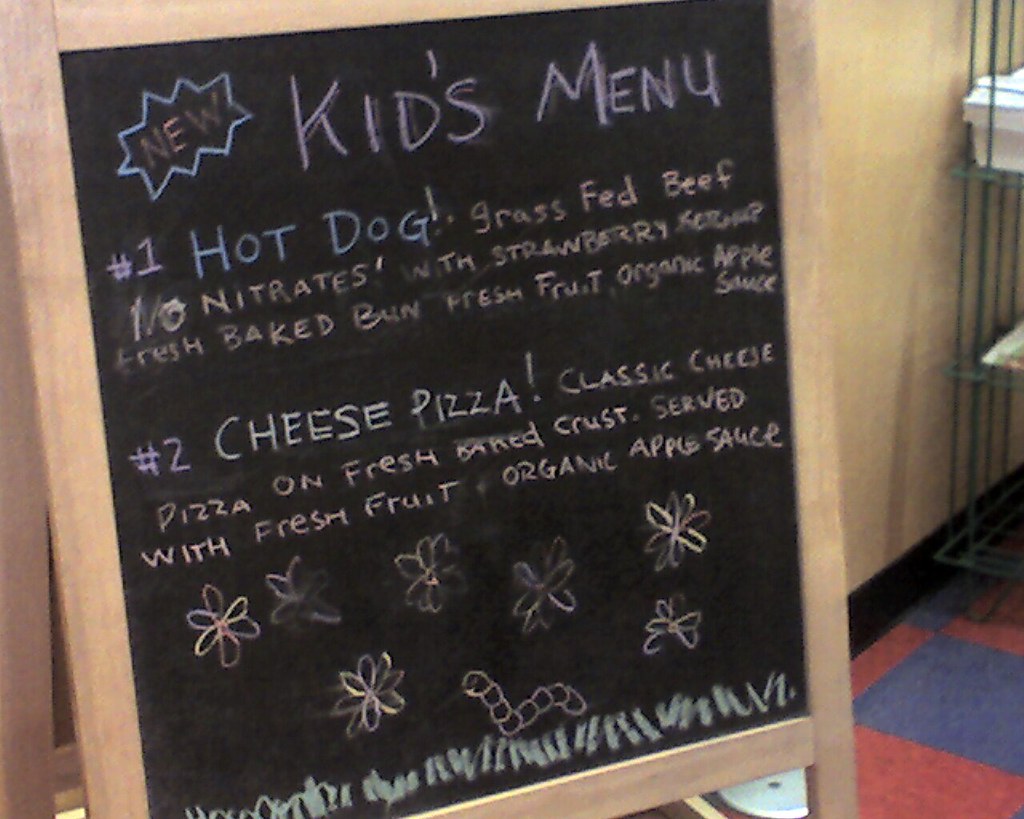 NEW KID'S MENU
#1 HOT DOG! Grass Fed Beef
W/O NITRATES! WITH STRAWBERRY KETCHUP
Fresh BAKED BUN FRESH Fruit, Organic Apple
Sauce
#2 CHEESE PIZZA! CLASSIC CHEESE
PIZZA ON Fresh BAKED Crust. SERVED
WITH Fresh Fruit + ORGANIC APPLE SAUCe